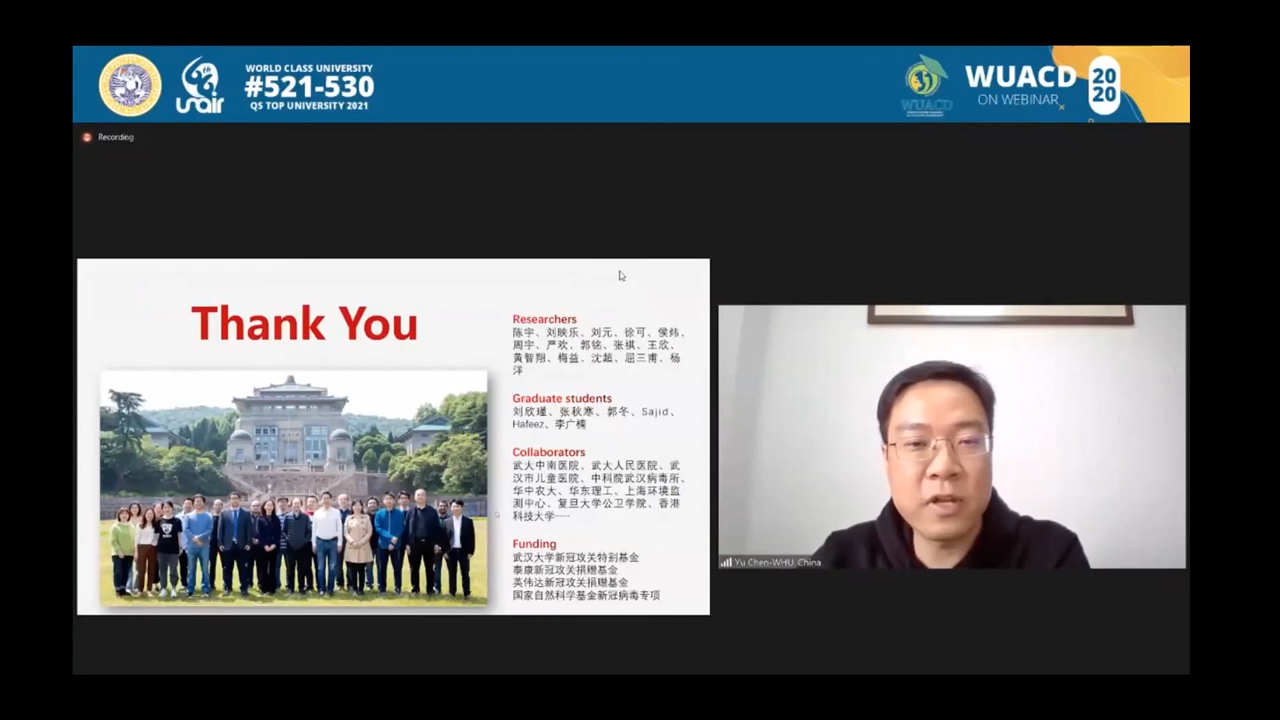 WORLD CLASS UNIVERSITY
#521-530
QS TOP UNIVERSITY 2021
unair
WUACD
WUACD
ON WEBINAR
20
20
Recording
Thank You
Researchers
陈宇、刘映乐、刘元、徐可、侯炜、
周宇、严欢、郭铭、张祺、王欣、
黄智翔、梅益、沈超、屈三甫、杨
洋
Graduate students
刘欣瑾、张秋寒、郭冬、Sajid、
Hafeez、李广楠
Collaborators
武大中南医院、武大人民医院、武
汉市儿童医院、中科院武汉病毒所、
华中农大、华东理工、上海环境监
测中心、复旦大学公卫学院、香港
科技大学……
Funding
武汉大学新冠攻关特别基金
泰康新冠攻关捐赠基金
英伟达新冠攻关捐赠基金
国家自然科学基金新冠病毒专项
Yu Chen-WHU, China